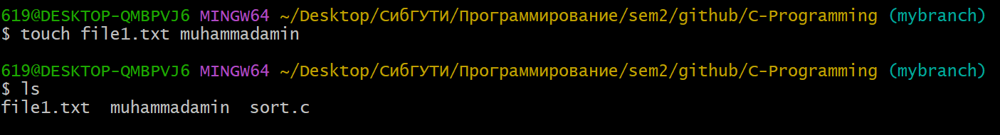 619@DESKTOP-QMBPVJ6 MINGW64 ~/Desktop/СибГУТИ/Программирование/sem2/github/C-Programming (mybranch)
$ touch file1.txt muhammadamin
619@DESKTOP-QMBPVJ6 MINGW64 ~/Desktop/СибГУТИ/Программирование/sem2/github/C-Programming (mybranch)
$ ls
file1.txt  muhammadamin  sort.c